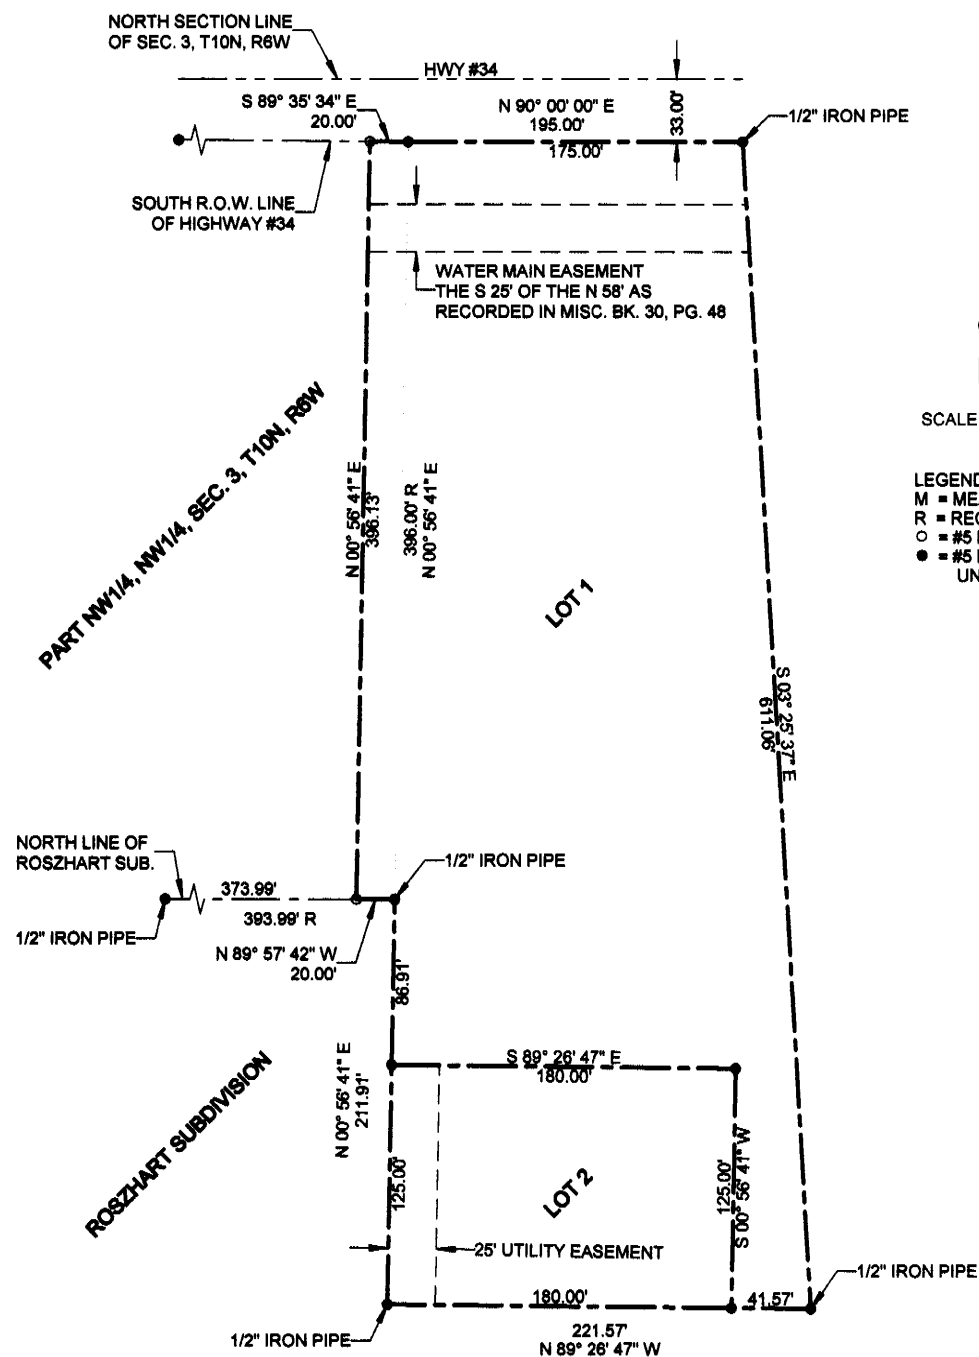 NORTH SECTION LINE
OF SEC. 3, T10N, R6W
HWY #34
S 89° 35' 34" E
20.00'
N 90° 00' 00" E
195.00'
175.00'
33.00'
1/2" IRON PIPE
SOUTH R.O.W. LINE
OF HIGHWAY #34
WATER MAIN EASEMENT
THE S 25' OF THE N 58' AS
RECORDED IN MISC. BK. 30, PG. 48
PART NW1/4, NW1/4, SEC. 3, T10N, R6W
N 00° 56' 41" E
396.13'
396.00' R
N 00° 56' 41" E
SCALE
LEGEND
M = ME
R = REC
○ = #5
● = #5
UN
LOT 1
S 03° 25' 37" E
611.06'
NORTH LINE OF
ROSZHART SUB.
373.99'
393.99' R
1/2" IRON PIPE
1/2" IRON PIPE
N 89° 57' 42" W
20.00'
86.91'
S 89° 26' 47" E
180.00'
ROSZHART SUBDIVISION
N 00° 56' 41" E
211.91'
125.00'
LOT 2
125.00'
S 00° 56' 41" W
25' UTILITY EASEMENT
180.00'
41.57'
1/2" IRON PIPE
1/2" IRON PIPE
221.57'
N 89° 26' 47" W